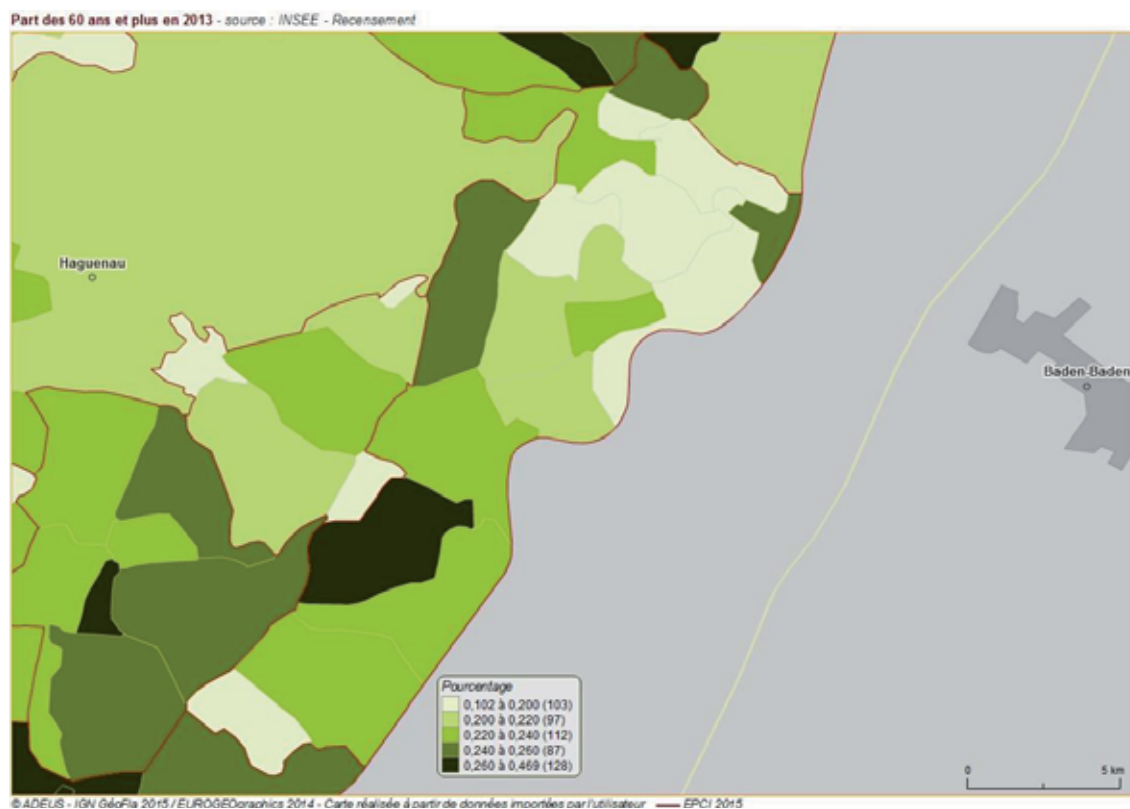 Part des 60 ans et plus en 2013 - source : INSEE - Recensement
Haguenau
Baden-Baden
Pourcentage
0,102 à 0,200 (103)
0,200 à 0,220 (97)
0,220 à 0,240 (112)
0,240 à 0,260 (87)
0,260 à 0,469 (128)
0 5 km
© ADEUS - IGN GéoFla 2015 / EUROGEOgraphics 2014 - Carte réalisée à partir de données importées par l'utilisateur EPCI 2015